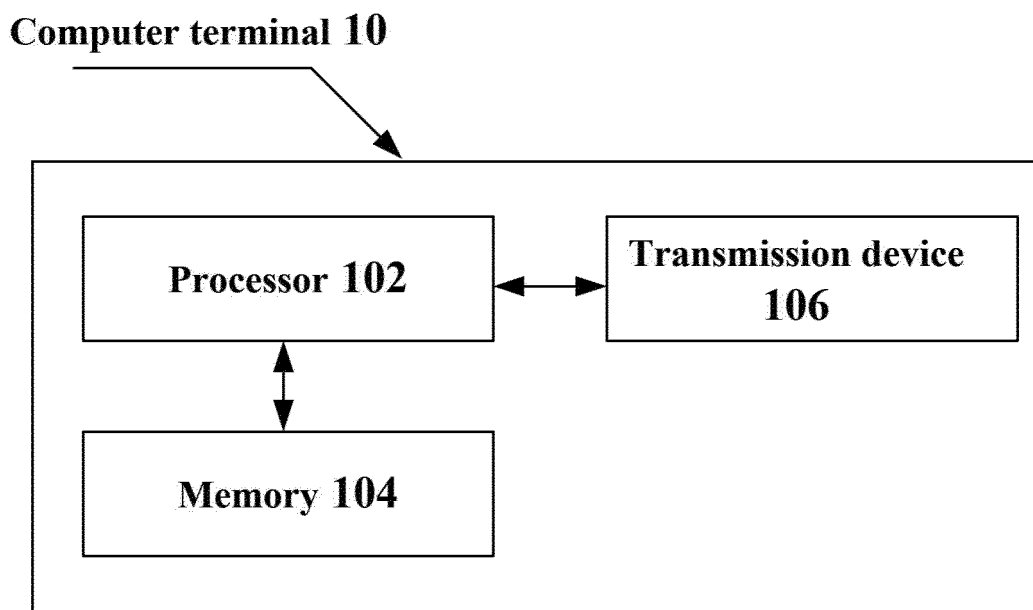 Computer terminal 10
Processor 102
Transmission device
106
Memory 104